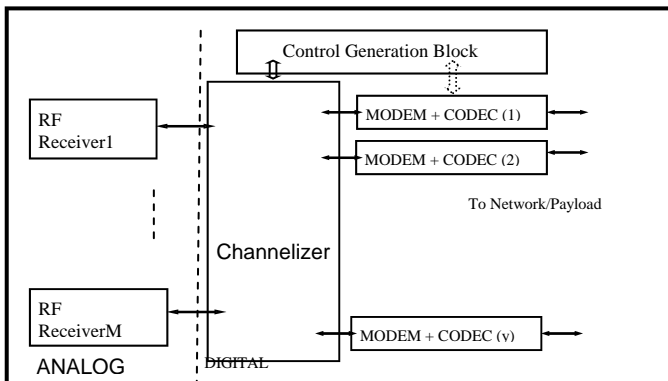 Control Generation Block
RF
Receiver1
MODEM + CODEC (1)
MODEM + CODEC (2)
To Network/Payload
Channelizer
RF
ReceiverM
MODEM + CODEC (y)
ANALOG
DIGITAL